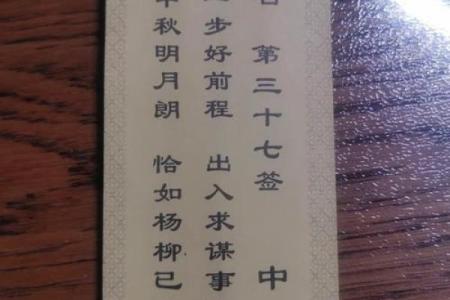 第三十七签 中
步好前程 出入求谋事
秋明月朗 恰如杨柳已